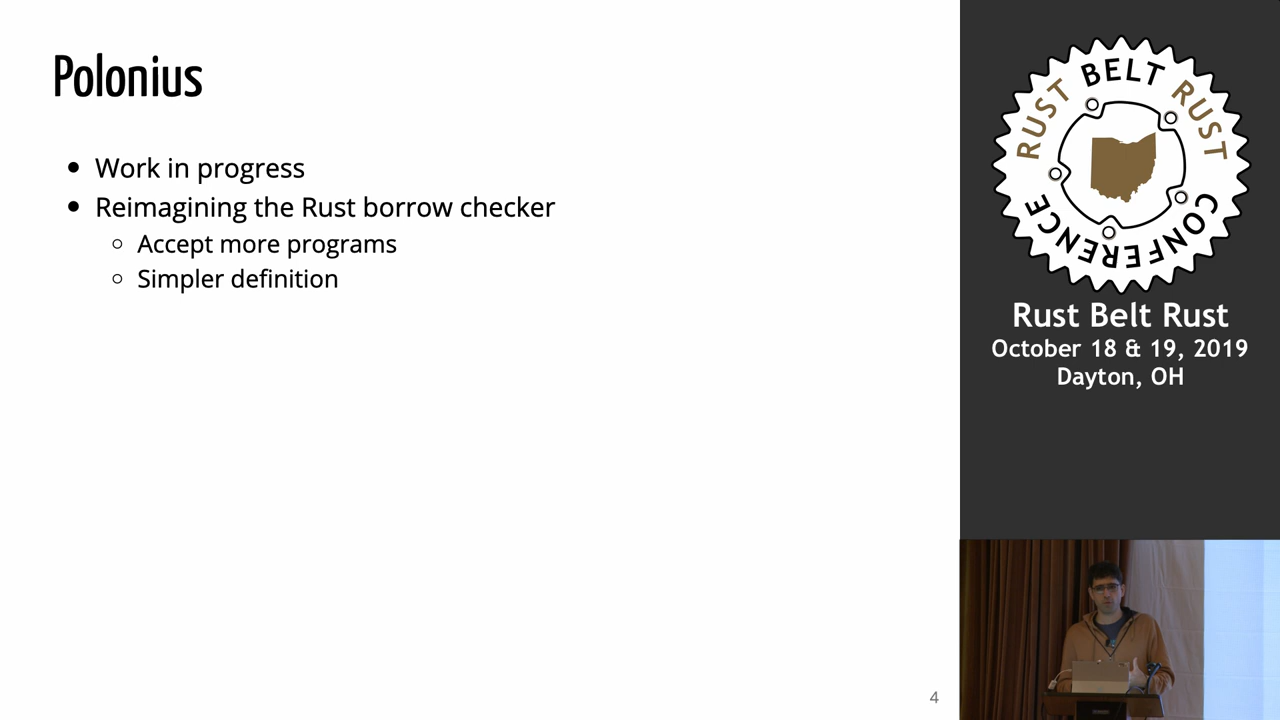 Polonius
• Work in progress
• Reimagining the Rust borrow checker
○ Accept more programs
○ Simpler definition
4
RUST BELT RUST
CONFERENCE
Rust Belt Rust
October 18 & 19, 2019
Dayton, OH